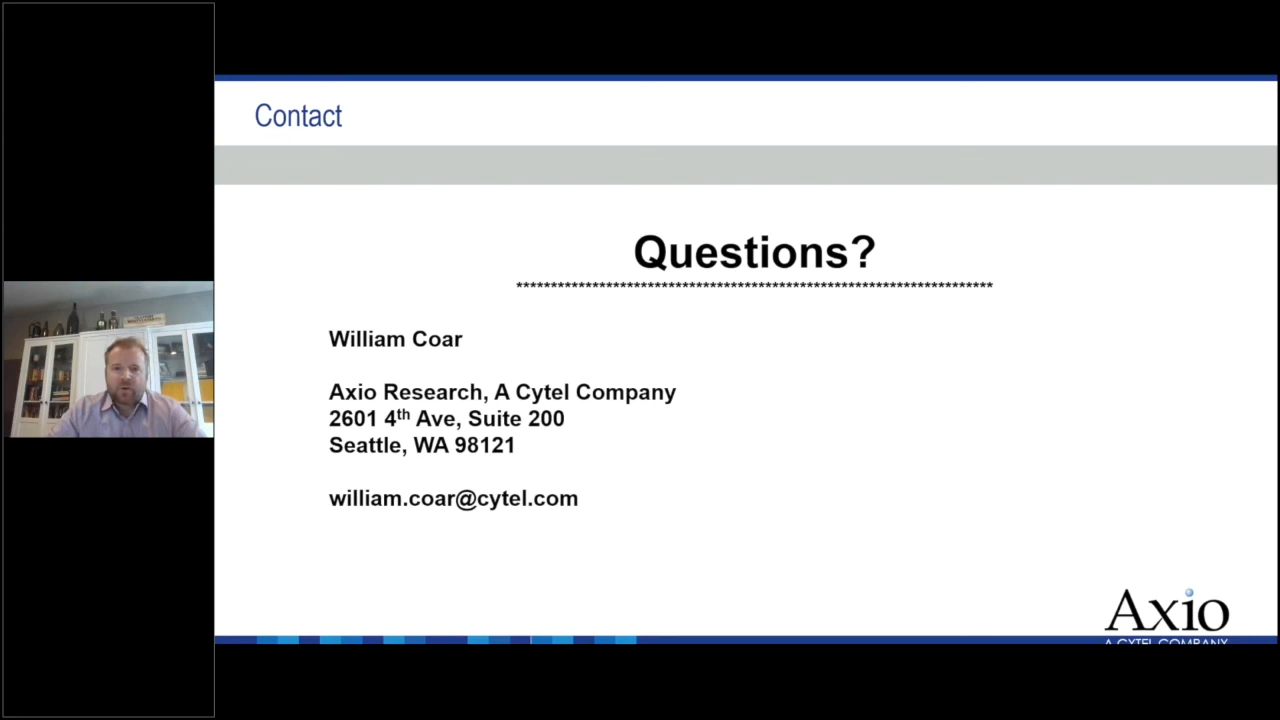 Contact
Questions?
*********************************************************************
William Coar
Axio Research, A Cytel Company
2601 4th Ave, Suite 200
Seattle, WA 98121
william.coar@cytel.com
Axio
A CYTEL COMPANY